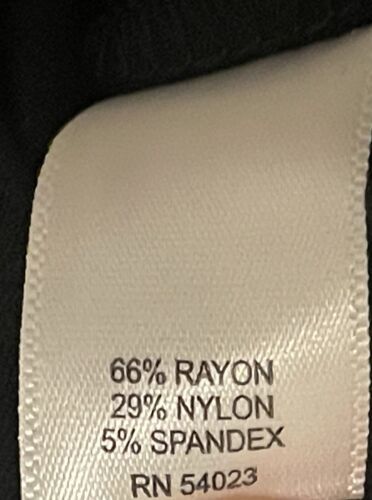 66% RAYON
29% NYLON
5% SPANDEX
RN 54023